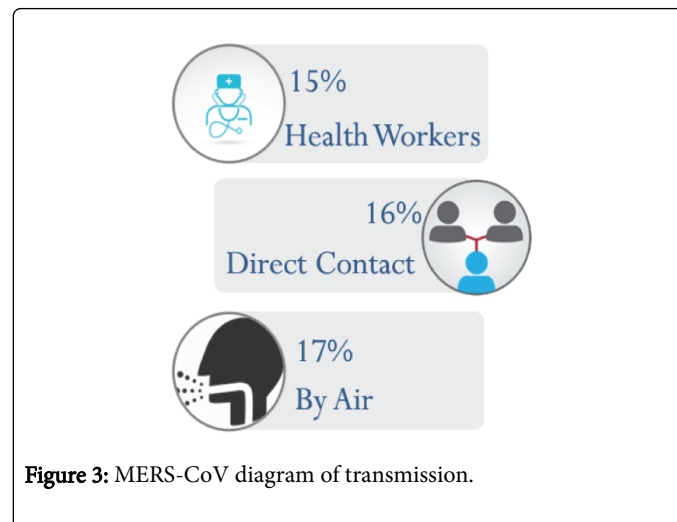 15%
Health Workers
16%
Direct Contact
17%
By Air
Figure 3: MERS-CoV diagram of transmission.